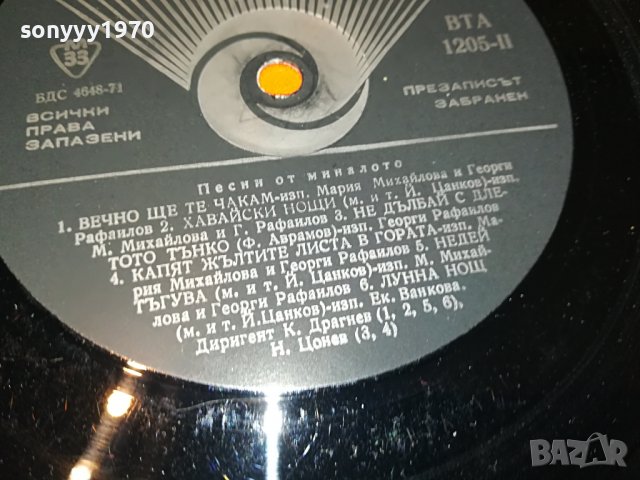 sonyyy1970
М
33
ВТА
1205-II
БДС 4648-71
ВСИЧКИ
ПРАВА
ЗАПАЗЕНИ
ПРЕЗАПИСЪТ
ЗАБРАНЕН
Песни от миналото
1. ВЕЧНО ЩЕ ТЕ ЧАКАМ-изп. Мария Михайлова и Георги
Рафаилов 2. ХАВАЙСКИ НОЩИ (м. и т. Й. Цанков)-изп.
М. Михайлова и Г. Рафаилов 3. НЕ ДЪЛБАЙ С ДЛЕ-
ТОТО ТЪНКО (Ф. Аврамов)-изп. Георги Рафаилов
4. КАПЯТ ЖЪЛТИТЕ ЛИСТА В ГОРАТА-изп. Ма-
рия Михайлова и Георги Рафаилов 5. НЕДЕЙ
ТЪГУВА (м. и т. Й. Цанков)-изп. М. Михай-
лова и Георги Рафаилов 6. ЛУННА НОЩ
(м. и т. Й.Цанков)-изп. Ек. Ванкова.
Диригент К. Драгнев (1, 2, 5, 6),
Н. Цонев (3, 4)
BAZAR